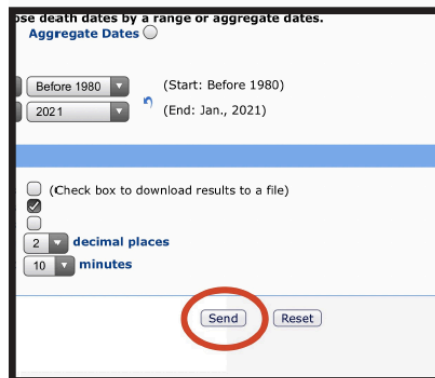 ose death dates by a range or aggregate dates.
Aggregate Dates
Before 1980 (Start: Before 1980)
2021 (End: Jan., 2021)
(Check box to download results to a file)
2 decimal places
10 minutes
Send Reset